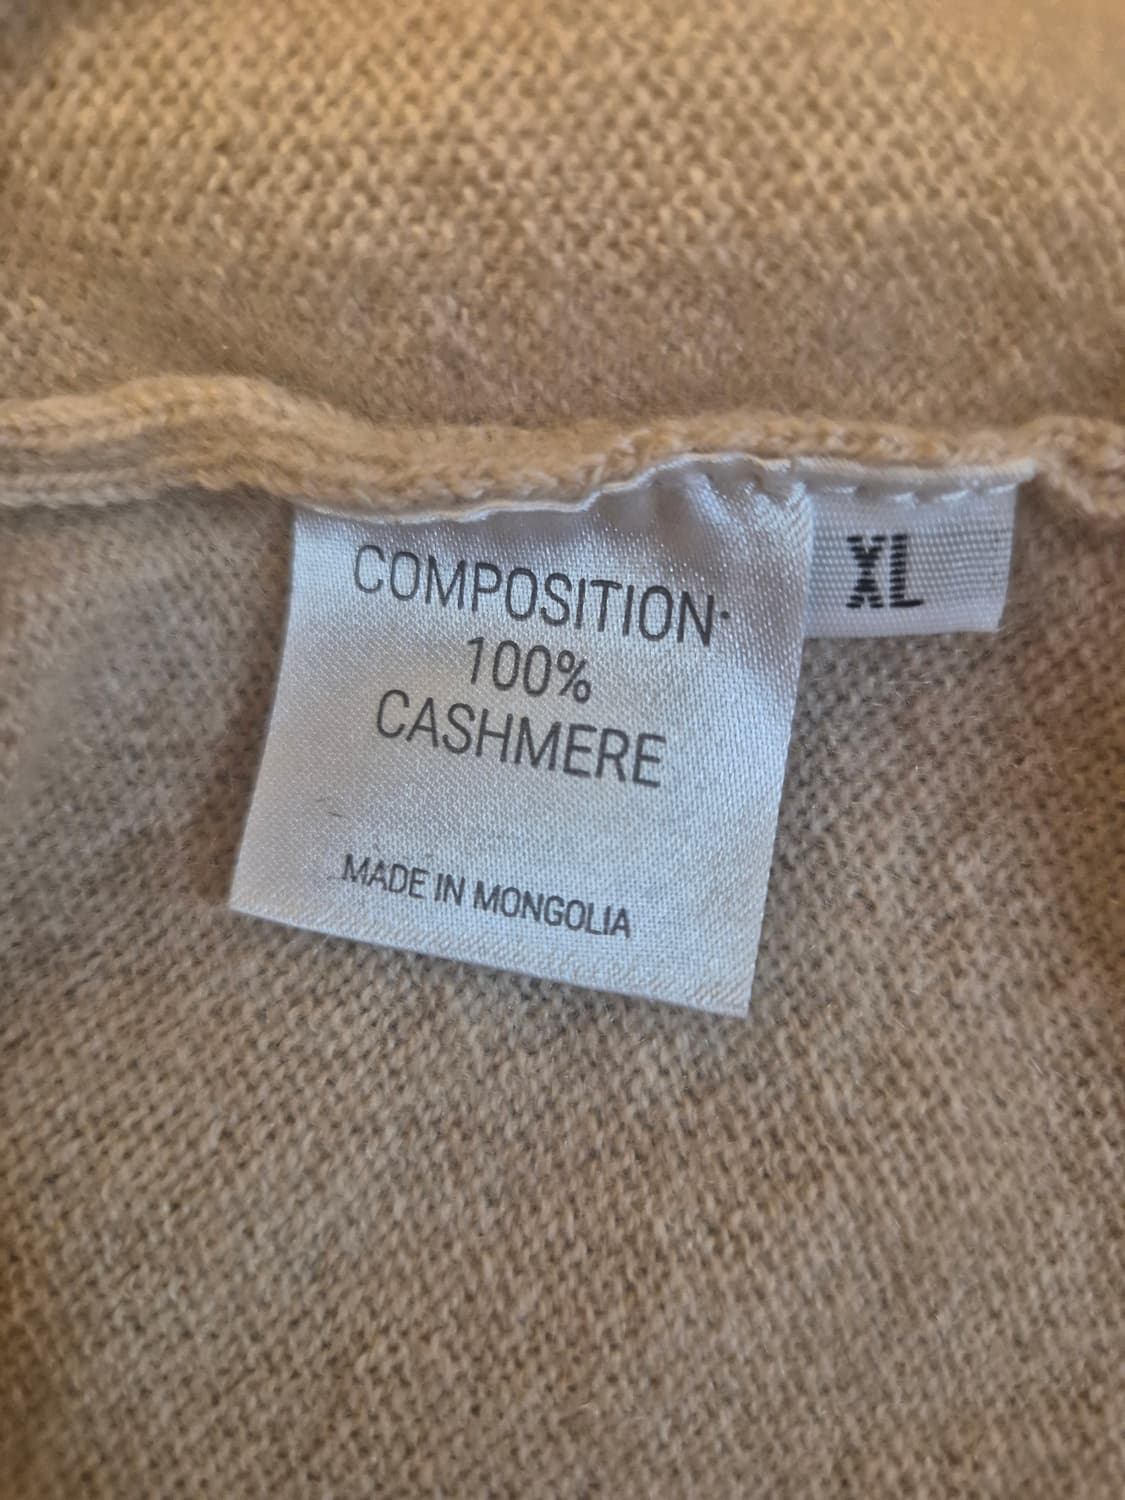 COMPOSITION:
100%
CASHMERE
MADE IN MONGOLIA
XL